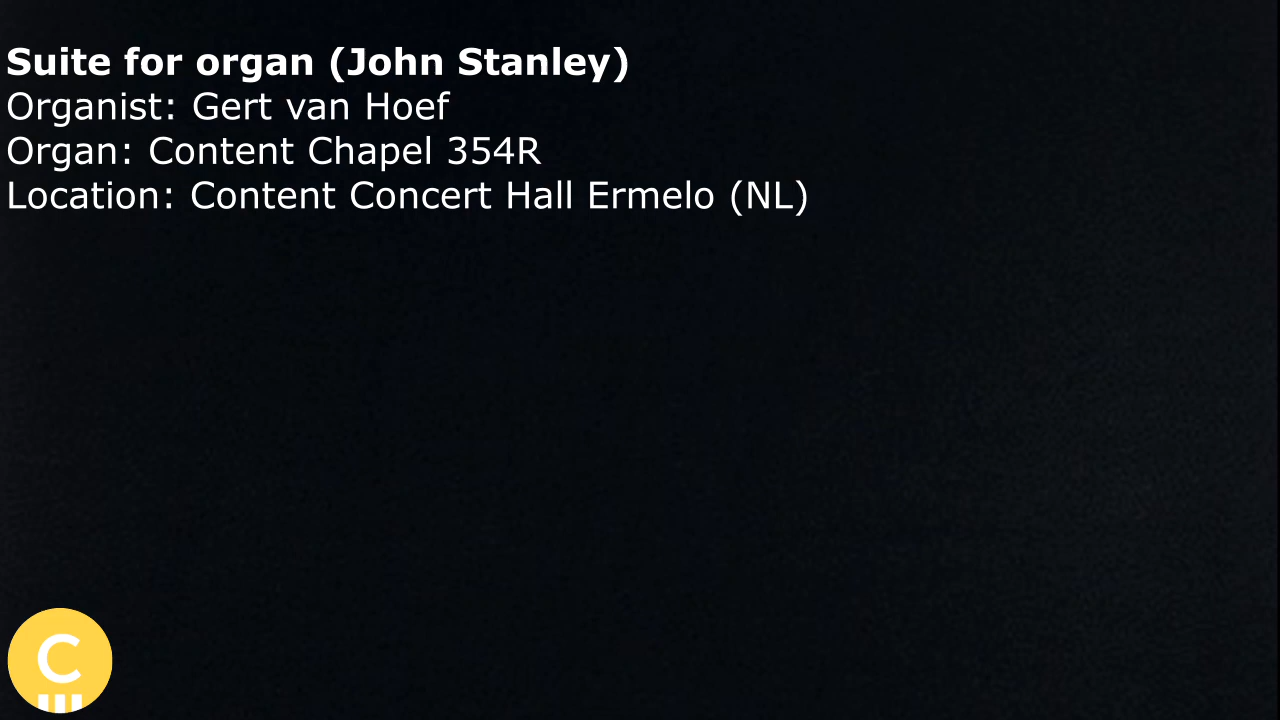 Suite for organ (John Stanley)
Organist: Gert van Hoef
Organ: Content Chapel 354R
Location: Content Concert Hall Ermelo (NL)
C